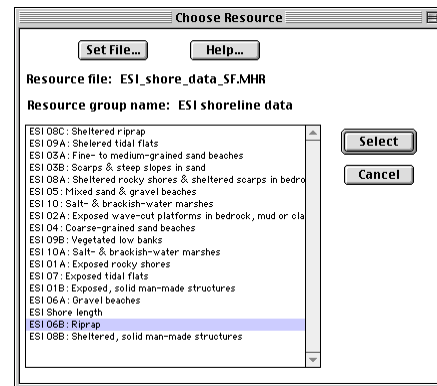 Choose Resource
Set File...
Help...
Resource file: ESI_shore_data_SF.MHR
Resource group name: ESI shoreline data
ESI 08C: Sheltered riprap
ESI 09A: Shelered tidal flats
ESI 03A: Fine- to medium-grained sand beaches
ESI 03B: Scarps & steep slopes in sand
ESI 08A: Sheltered rocky shores & sheltered scarps in bedro
ESI 05: Mixed sand & gravel beaches
ESI 10: Salt- & brackish-water marshes
ESI 02A: Exposed wave-cut platforms in bedrock, mud or cla
ESI 04: Coarse-grained sand beaches
ESI 09B: Vegetated low banks
ESI 10A: Salt- & brackish-water marshes
ESI 01A: Exposed rocky shores
ESI 07: Exposed tidal flats
ESI 01B: Exposed, solid man-made structures
ESI 06A: Gravel beaches
ESI Shore length
ESI 06B: Riprap
ESI 08B: Sheltered, solid man-made structures
Select
Cancel